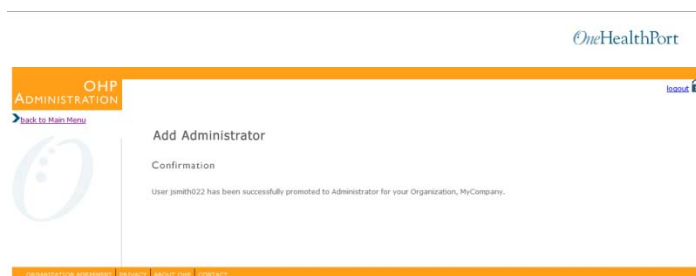 OneHealthPort
OHP
ADMINISTRATION
logout
back to Main Menu
Add Administrator
Confirmation
User jsmith022 has been successfully promoted to Administrator for your Organization, MyCompany.
ORGANIZATION AGREEMENT PRIVACY ABOUT OHP CONTACT